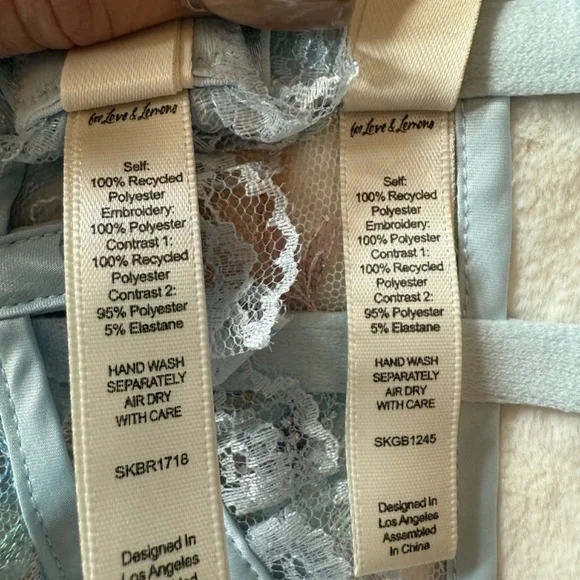 for Love & Lemons
Self:
100% Recycled
Polyester
Embroidery:
100% Polyester
Contrast 1:
100% Recycled
Polyester
Contrast 2:
95% Polyester
5% Elastane
HAND WASH
SEPARATELY
AIR DRY
WITH CARE
SKBR1718
Designed In
Los Angeles
Assembled
for Love & Lemons
Self:
100% Recycled
Polyester
Embroidery:
100% Polyester
Contrast 1:
100% Recycled
Polyester
Contrast 2:
95% Polyester
5% Elastane
HAND WASH
SEPARATELY
AIR DRY
WITH CARE
SKGB1245
Designed In
Los Angeles
Assembled
In China